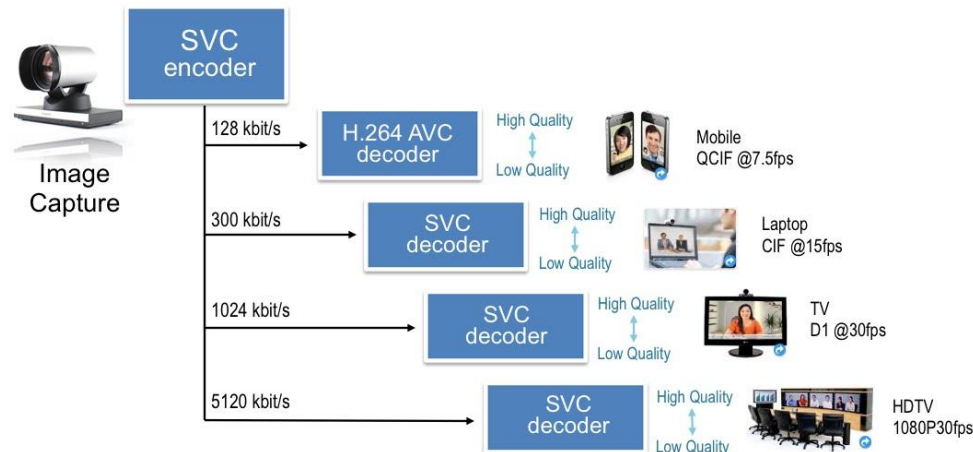 SVC
encoder
Image
Capture
128 kbit/s
H.264 AVC
decoder
High Quality
Low Quality
Mobile
QCIF @7.5fps
300 kbit/s
SVC
decoder
High Quality
Low Quality
Laptop
CIF @15fps
1024 kbit/s
SVC
decoder
High Quality
Low Quality
TV
D1 @30fps
5120 kbit/s
SVC
decoder
High Quality
Low Quality
HDTV
1080P30fps